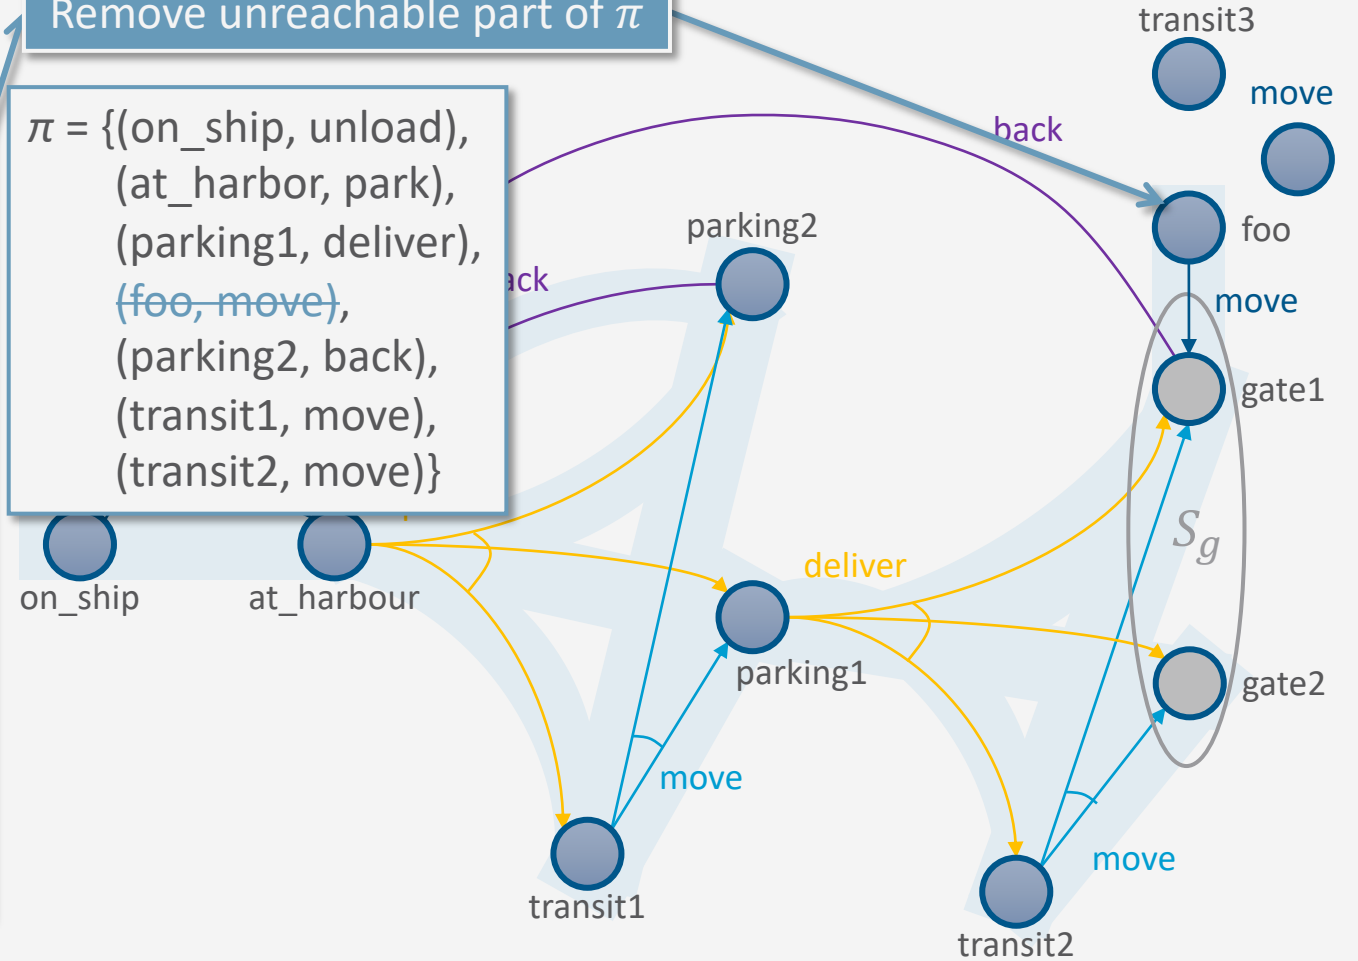 Remove unreachable part of π
π = {(on_ship, unload),
(at_harbor, park),
(parking1, deliver),
(foo, move),
(parking2, back),
(transit1, move),
(transit2, move)}
transit3
move
back
foo
parking2
ack
move
gate1
S_g
deliver
on_ship
at_harbour
parking1
gate2
move
move
transit1
transit2